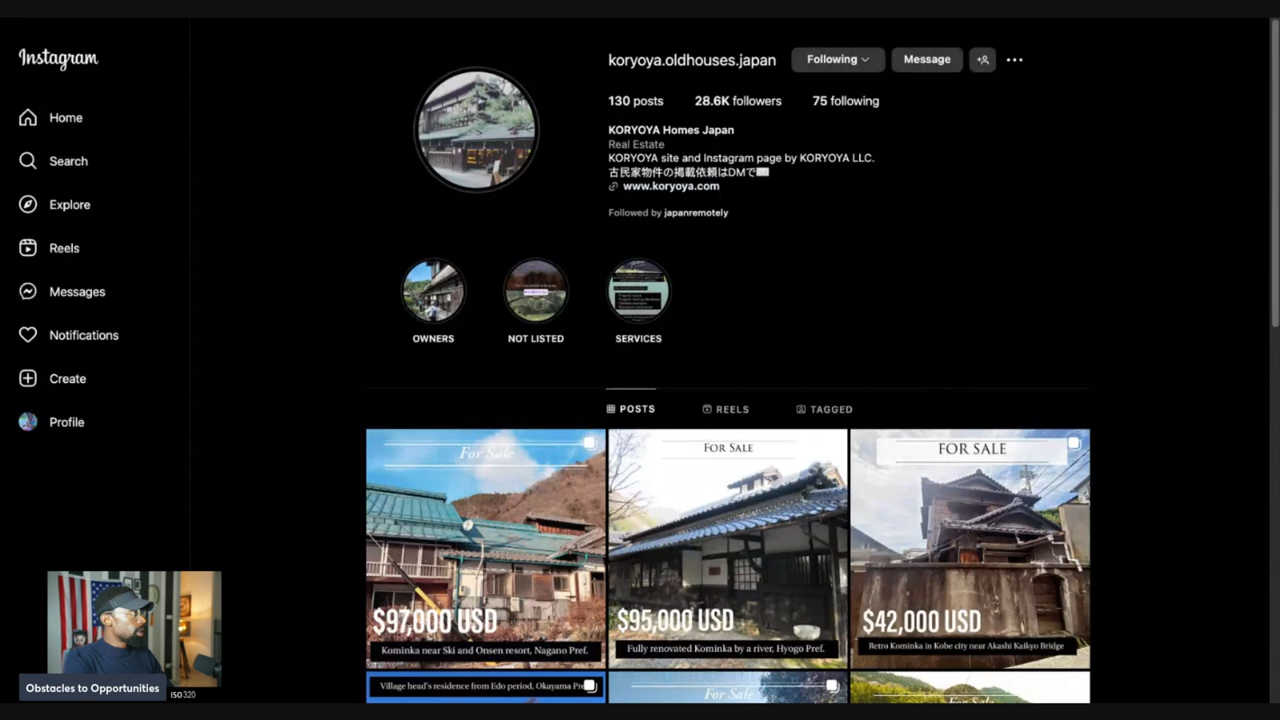 Instagram
Home
Search
Explore
Reels
Messages
Notifications
Create
Profile
koryoya.oldhouses.japan
Following
Message
130 posts
28.6K followers
75 following
KORYOYA Homes Japan
Real Estate
KORYOYA site and Instagram page by KORYOYA LLC.
古民家物件の掲載依頼はDMで
www.koryoya.com
Followed by japanremotely
OWNERS
NOT LISTED
SERVICES
POSTS
REELS
TAGGED
For Sale
$97,000 USD
Kominka near Ski and Onsen resort, Nagano Pref.
FOR SALE
$95,000 USD
Fully renovated Kominka by a river, Hyogo Pref.
FOR SALE
$42,000 USD
Retro Kominka in Kobe city near Akashi Kaikyo Bridge
Village head's residence from Edo period, Okayama
For Sale
For Sale
Obstacles to Opportunities
ISO320